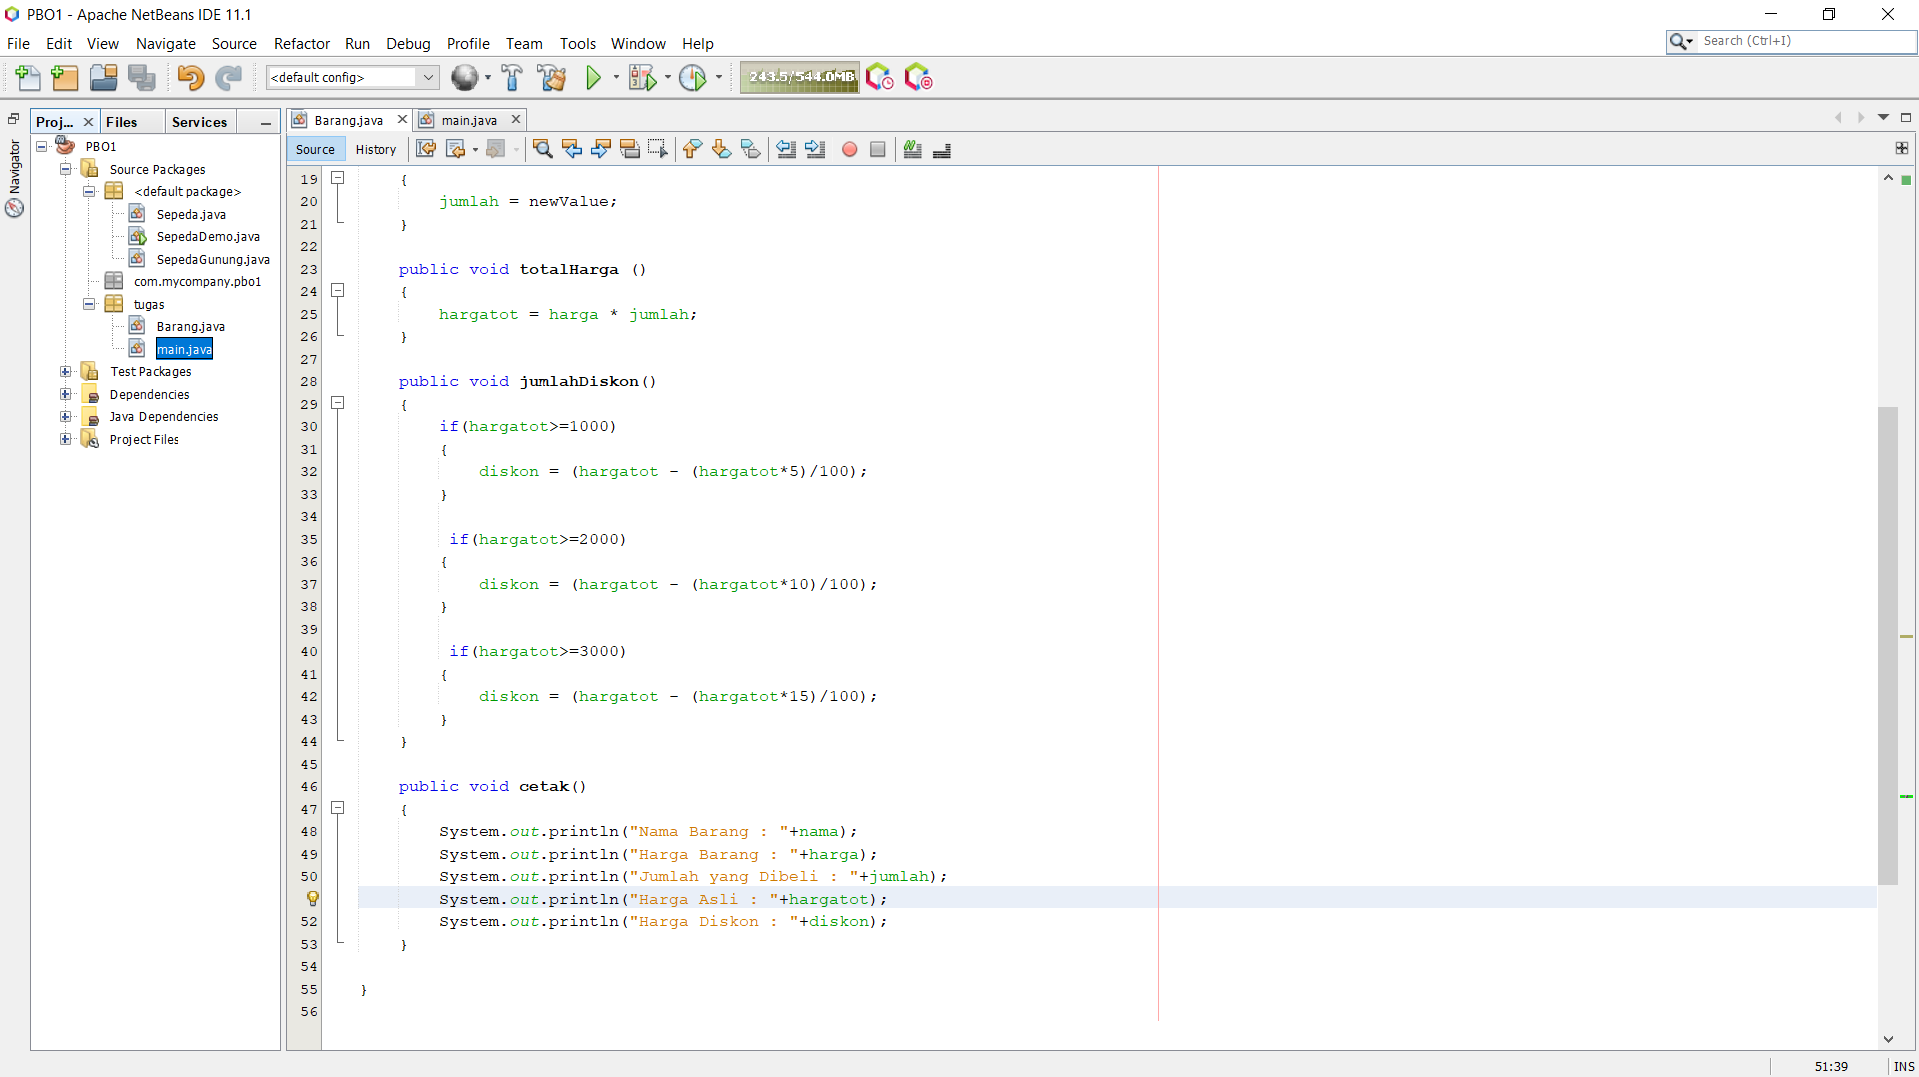 PBO1 - Apache NetBeans IDE 11.1
File Edit View Navigate Source Refactor Run Debug Profile Team Tools Window Help
Search (Ctrl+I)
<default config>
243.5/544.0MB
Proj... Files Services
Navigator
PBO1
Source Packages
<default package>
Sepeda.java
SepedaDemo.java
SepedaGunung.java
com.mycompany.pbo1
tugas
Barang.java
main.java
Test Packages
Dependencies
Java Dependencies
Project Files
Barang.java main.java
Source History
19 {
20 jumlah = newValue;
21 }
22
23 public void totalHarga ()
24 {
25 hargatot = harga * jumlah;
26 }
27
28 public void jumlahDiskon()
29 {
30 if(hargatot>=1000)
31 {
32 diskon = (hargatot - (hargatot*5)/100);
33 }
34
35 if(hargatot>=2000)
36 {
37 diskon = (hargatot - (hargatot*10)/100);
38 }
39
40 if(hargatot>=3000)
41 {
42 diskon = (hargatot - (hargatot*15)/100);
43 }
44 }
45
46 public void cetak()
47 {
48 System.out.println("Nama Barang : "+nama);
49 System.out.println("Harga Barang : "+harga);
50 System.out.println("Jumlah yang Dibeli : "+jumlah);
System.out.println("Harga Asli : "+hargatot);
52 System.out.println("Harga Diskon : "+diskon);
53 }
54
55 }
56
51:39 INS